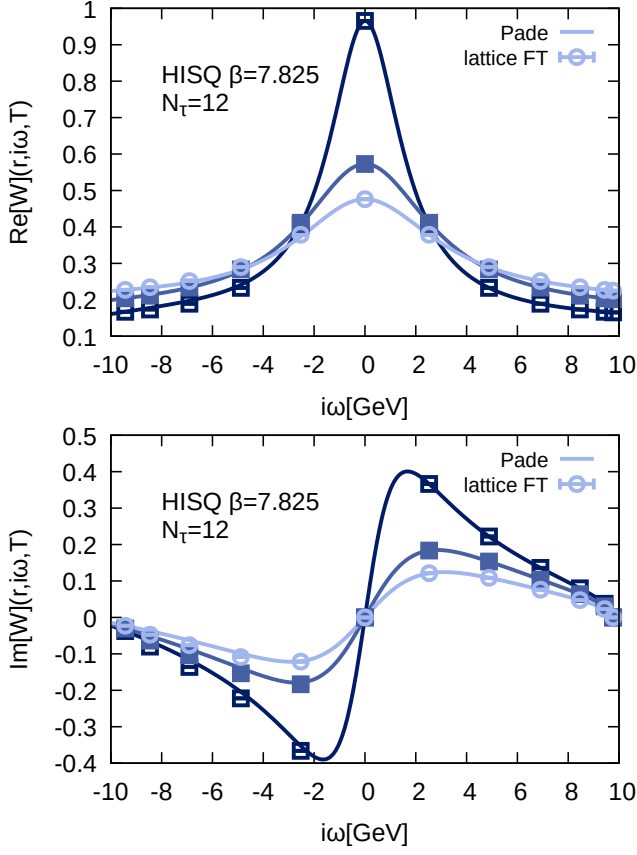 1
0.9
0.8
0.7
0.6
0.5
0.4
0.3
0.2
0.1
Re[W](r,iω,T)
HISQ β=7.825
Nτ=12
Pade
lattice FT
-10 -8 -6 -4 -2 0 2 4 6 8 10
iω[GeV]
0.5
0.4
0.3
0.2
0.1
0
-0.1
-0.2
-0.3
-0.4
Im[W](r,iω,T)
HISQ β=7.825
Nτ=12
Pade
lattice FT
-10 -8 -6 -4 -2 0 2 4 6 8 10
iω[GeV]